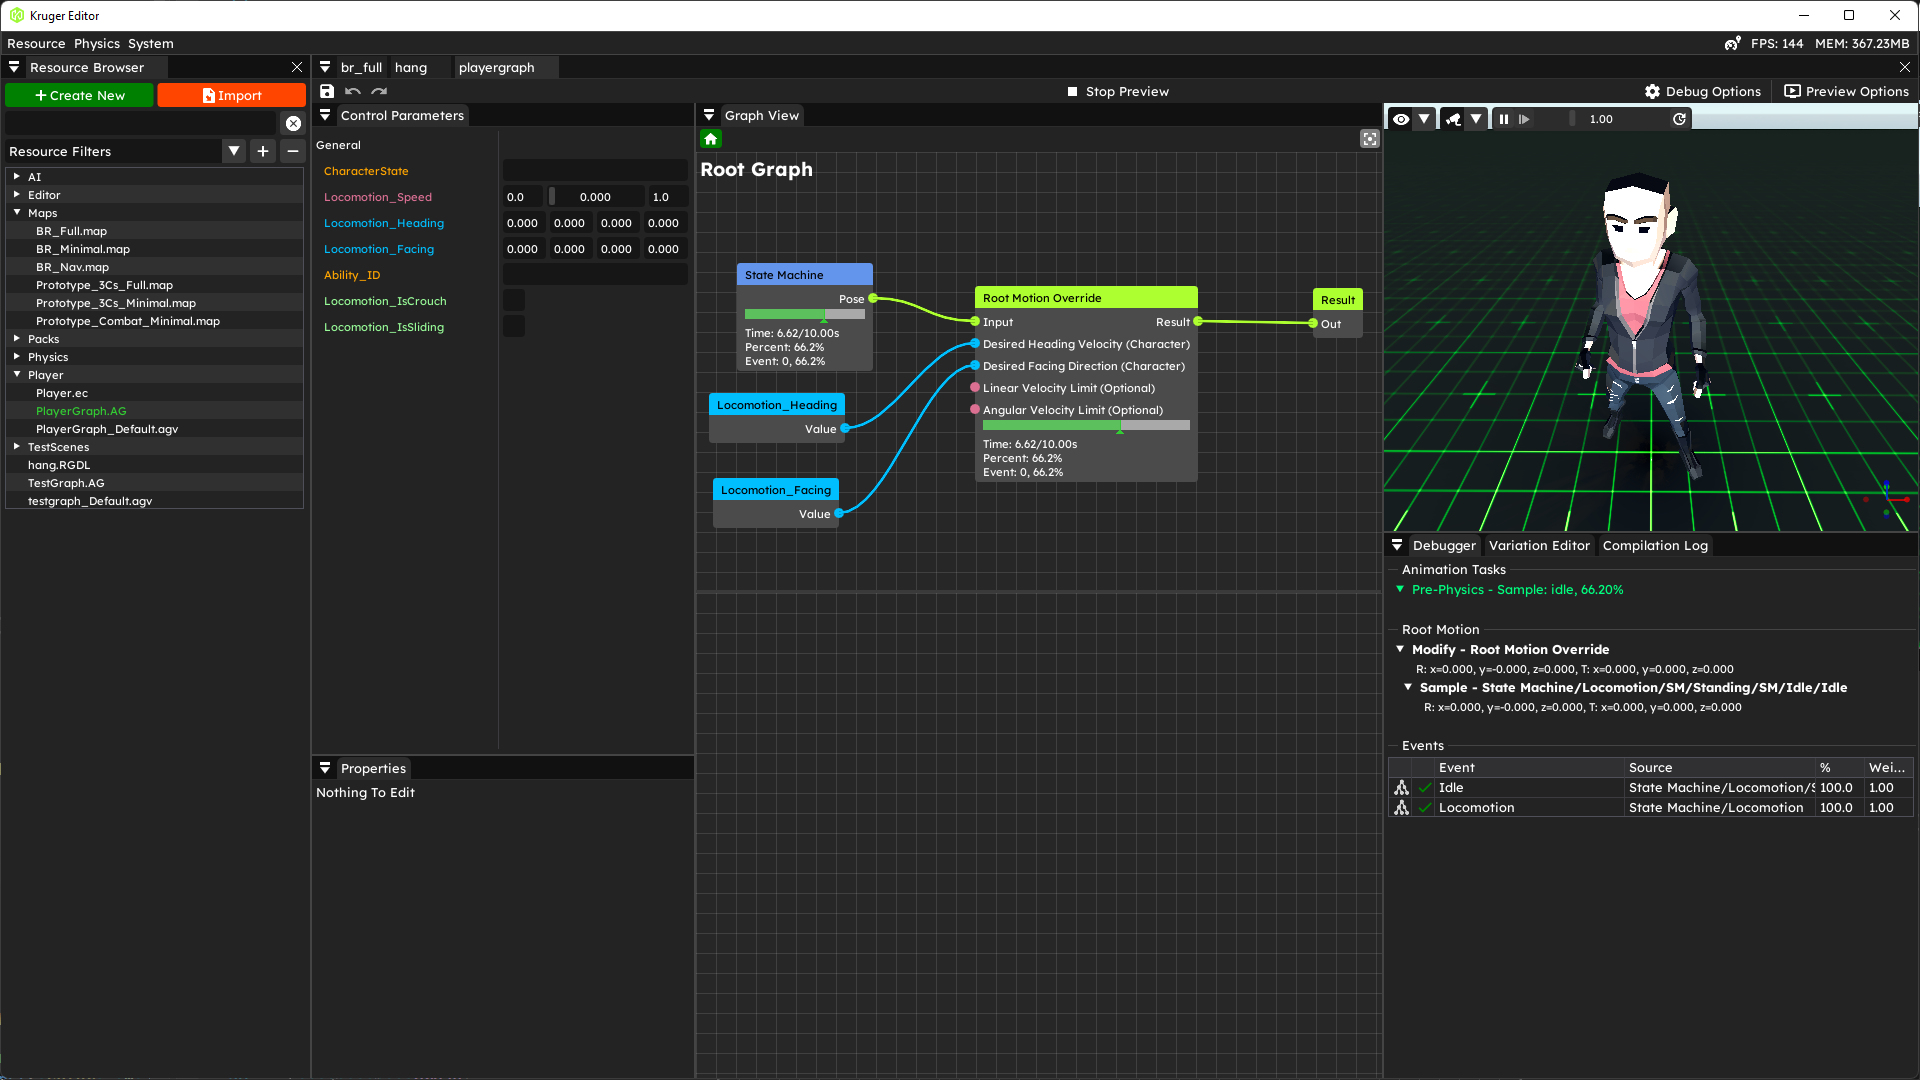 Kruger Editor
Resource Physics System
FPS: 144 MEM: 367.23MB
Resource Browser
Create New Import
Resource Filters
AI
Editor
Maps
BR_Full.map
BR_Minimal.map
BR_Nav.map
Prototype_3Cs_Full.map
Prototype_3Cs_Minimal.map
Prototype_Combat_Minimal.map
Packs
Physics
Player
Player.ec
PlayerGraph.AG
PlayerGraph_Default.agv
TestScenes
hang.RGDL
TestGraph.AG
testgraph_Default.agv
br_full hang playergraph
Stop Preview
Debug Options Preview Options
Control Parameters
General
CharacterState
Locomotion_Speed 0.0 0.000 1.0
Locomotion_Heading 0.000 0.000 0.000 0.000
Locomotion_Facing 0.000 0.000 0.000 0.000
Ability_ID
Locomotion_IsCrouch
Locomotion_IsSliding
Properties
Nothing To Edit
Graph View
Root Graph
State Machine
Pose
Time: 6.62/10.00s
Percent: 66.2%
Event: 0, 66.2%
Locomotion_Heading
Value
Locomotion_Facing
Value
Root Motion Override
Input Result
Desired Heading Velocity (Character)
Desired Facing Direction (Character)
Linear Velocity Limit (Optional)
Angular Velocity Limit (Optional)
Time: 6.62/10.00s
Percent: 66.2%
Event: 0, 66.2%
Result
Out
1.00
Debugger Variation Editor Compilation Log
Animation Tasks
Pre-Physics - Sample: idle, 66.20%
Root Motion
Modify - Root Motion Override
R: x=0.000, y=-0.000, z=0.000, T: x=0.000, y=0.000, z=0.000
Sample - State Machine/Locomotion/SM/Standing/SM/Idle/Idle
R: x=0.000, y=-0.000, z=0.000, T: x=0.000, y=0.000, z=0.000
Events
Event Source % Wei...
Idle State Machine/Locomotion/S 100.0 1.00
Locomotion State Machine/Locomotion 100.0 1.00